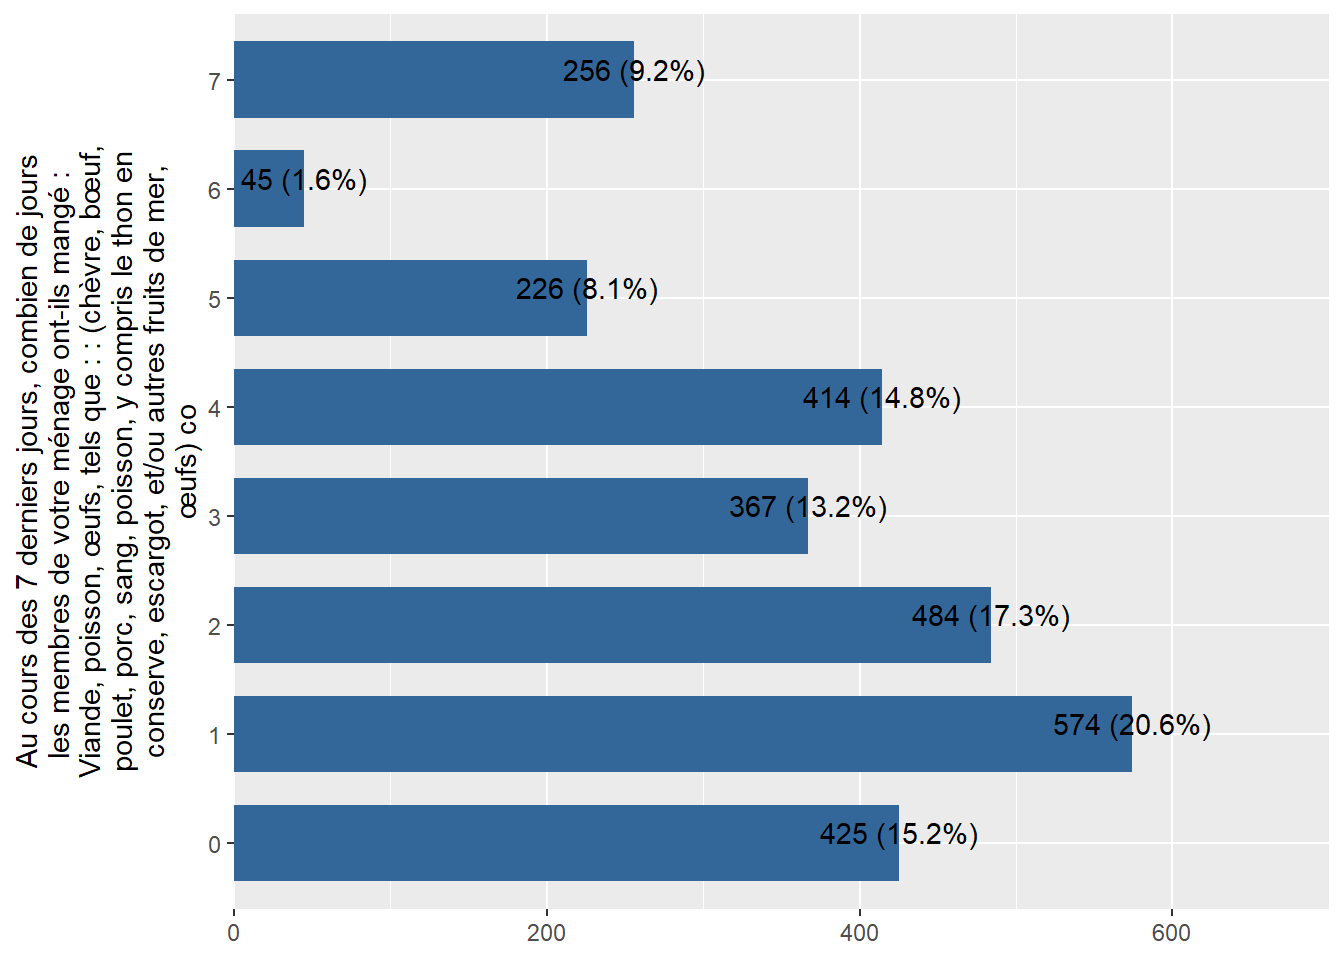 Au cours des 7 derniers jours, combien de jours
les membres de votre ménage ont-ils mangé :
Viande, poisson, œufs, tels que : : (chèvre, bœuf,
poulet, porc, sang, poisson, y compris le thon en
conserve, escargot, et/ou autres fruits de mer,
œufs) co
7
256 (9.2%)
6
45 (1.6%)
5
226 (8.1%)
4
414 (14.8%)
3
367 (13.2%)
2
484 (17.3%)
1
574 (20.6%)
0
425 (15.2%)
0 200 400 600